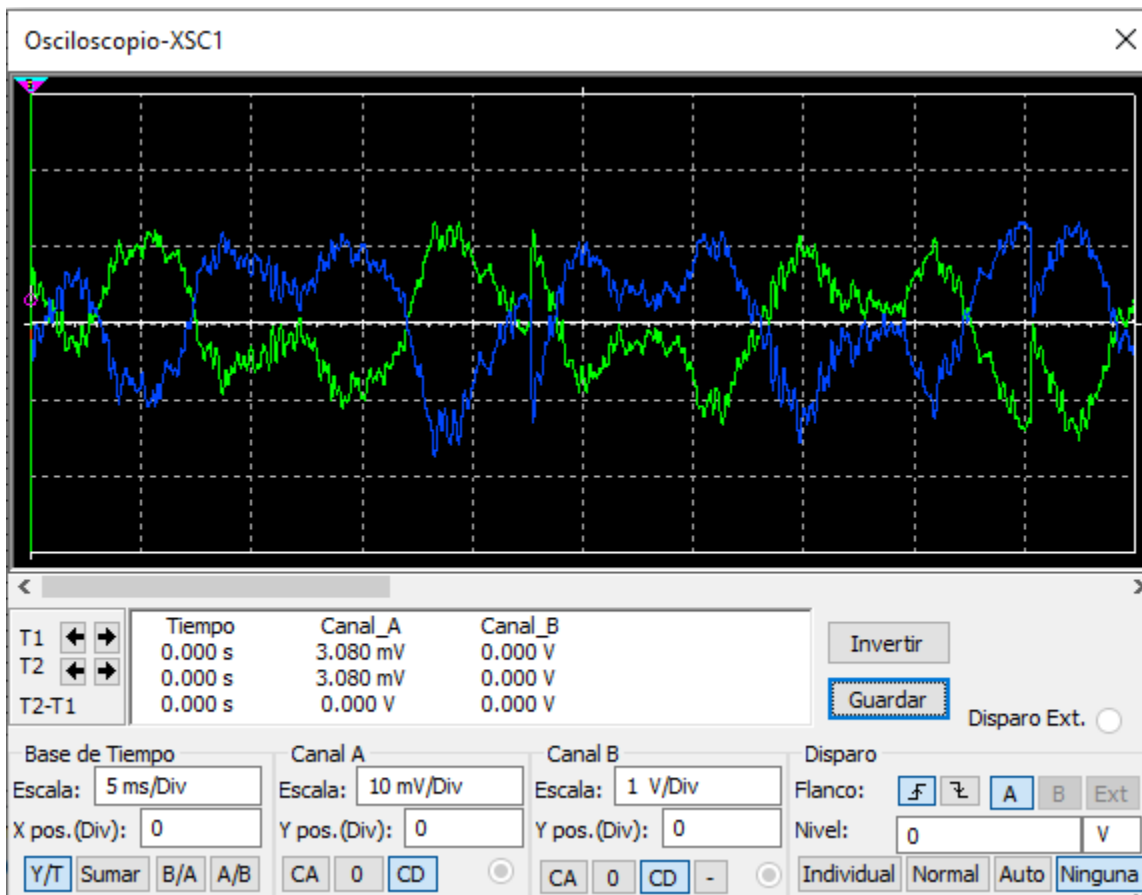 Osciloscopio-XSC1
Tiempo Canal_A Canal_B
T1 0.000 s 3.080 mV 0.000 V
T2 0.000 s 3.080 mV 0.000 V
T2-T1 0.000 s 0.000 V 0.000 V
Invertir
Guardar
Disparo Ext.
Base de Tiempo
Escala: 5 ms/Div
X pos.(Div): 0
Y/T Sumar B/A A/B
Canal A
Escala: 10 mV/Div
Y pos.(Div): 0
CA 0 CD
Canal B
Escala: 1 V/Div
Y pos.(Div): 0
CA 0 CD -
Disparo
Flanco: A B Ext
Nivel: 0 V
Individual Normal Auto Ninguna